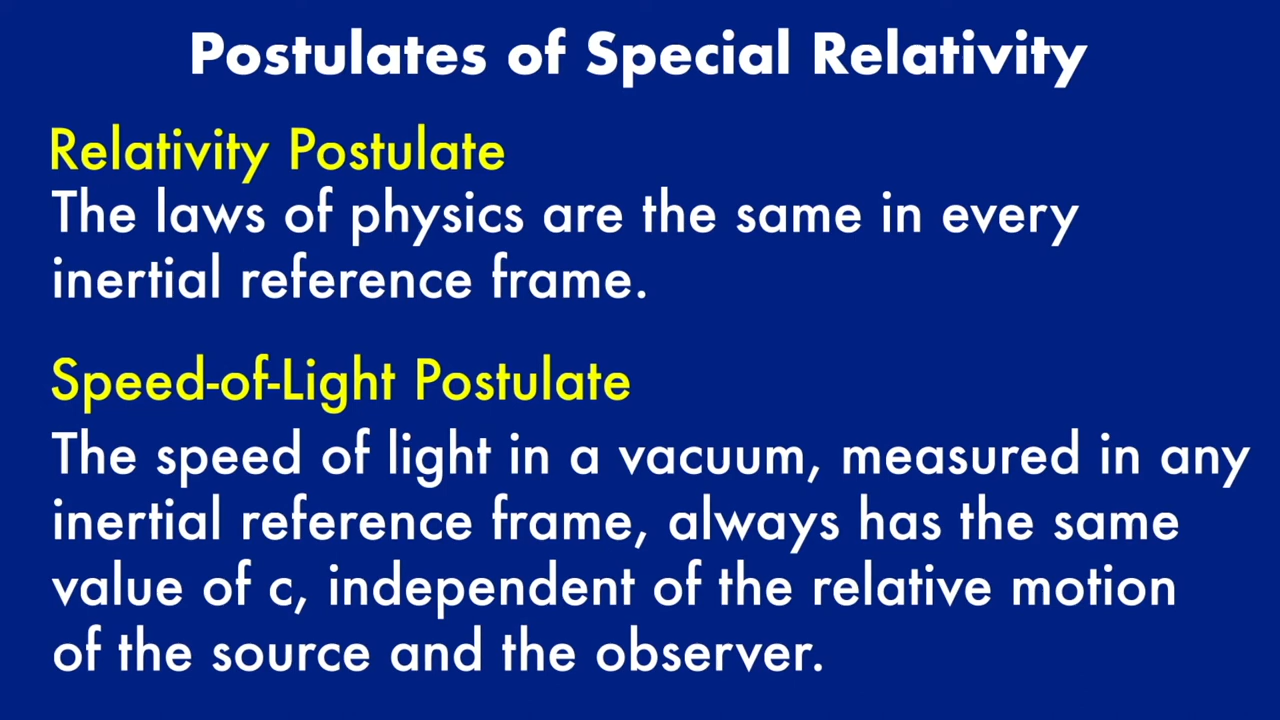 Postulates of Special Relativity
Relativity Postulate
The laws of physics are the same in every
inertial reference frame.
Speed-of-Light Postulate
The speed of light in a vacuum, measured in any
inertial reference frame, always has the same
value of c, independent of the relative motion
of the source and the observer.